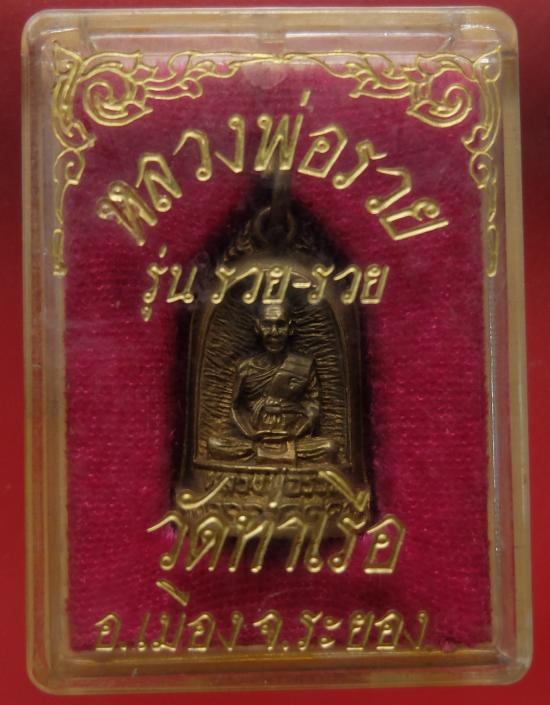 หลวงพ่อรวย
รุ่น รวย-รวย
วัดท่าเรือ
อ.เมือง จ.ระยอง